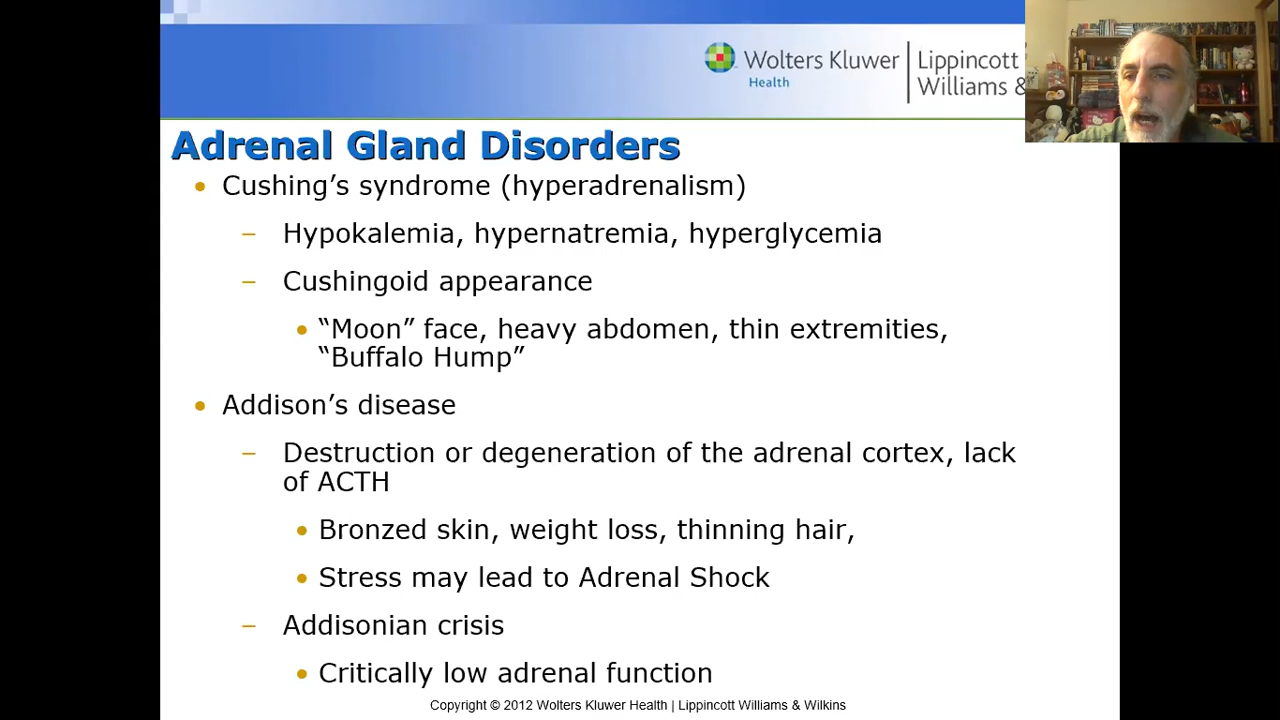 Wolters Kluwer
Health
Lippincott
Williams &
Adrenal Gland Disorders
• Cushing’s syndrome (hyperadrenalism)
– Hypokalemia, hypernatremia, hyperglycemia
– Cushingoid appearance
• “Moon” face, heavy abdomen, thin extremities,
“Buffalo Hump”
• Addison’s disease
– Destruction or degeneration of the adrenal cortex, lack
of ACTH
• Bronzed skin, weight loss, thinning hair,
• Stress may lead to Adrenal Shock
– Addisonian crisis
• Critically low adrenal function
Copyright © 2012 Wolters Kluwer Health | Lippincott Williams & Wilkins